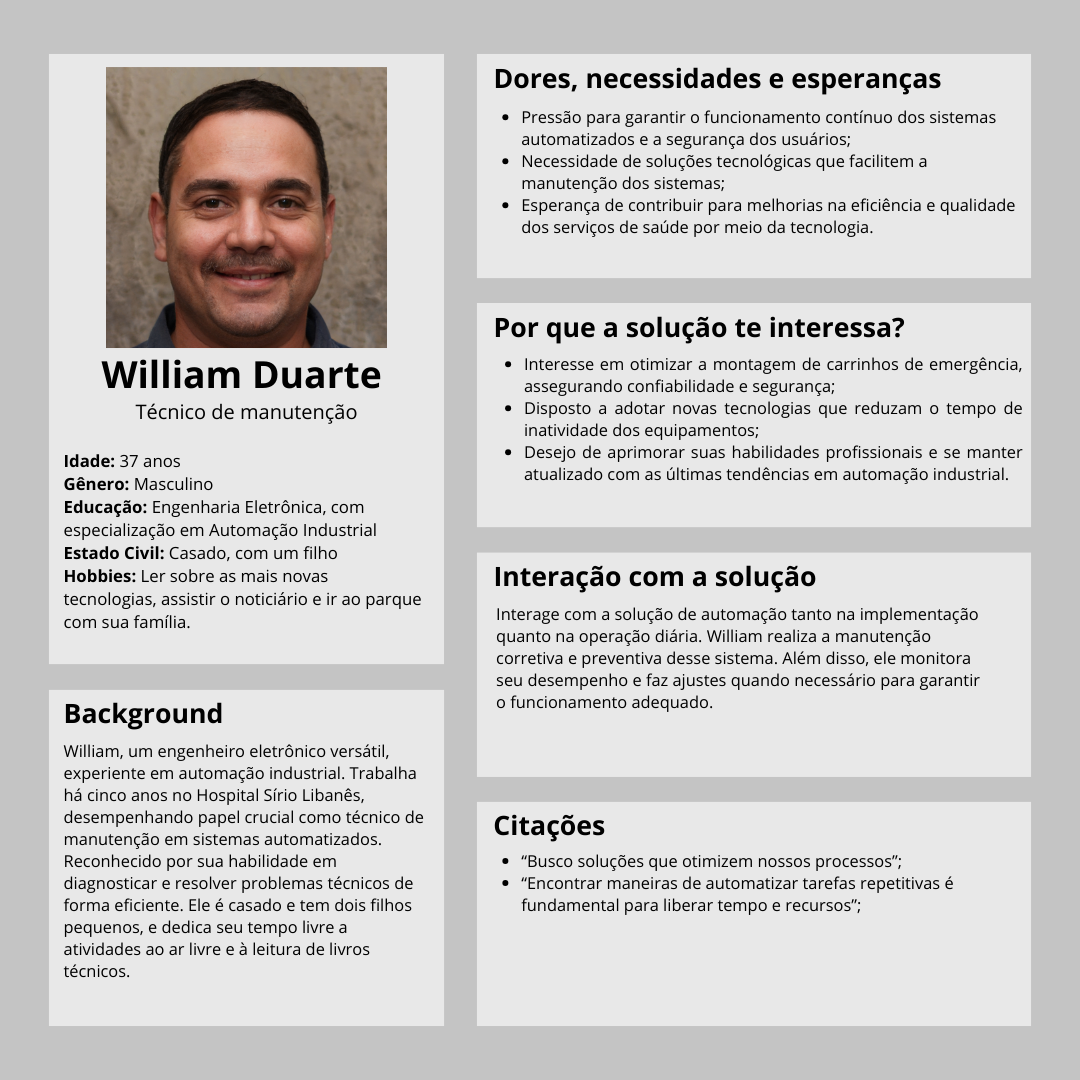 William Duarte
Técnico de manutenção
Idade: 37 anos
Gênero: Masculino
Educação: Engenharia Eletrônica, com
especialização em Automação Industrial
Estado Civil: Casado, com um filho
Hobbies: Ler sobre as mais novas
tecnologias, assistir o noticiário e ir ao parque
com sua família.
Background
William, um engenheiro eletrônico versátil,
experiente em automação industrial. Trabalha
há cinco anos no Hospital Sírio Libanês,
desempenhando papel crucial como técnico de
manutenção em sistemas automatizados.
Reconhecido por sua habilidade em
diagnosticar e resolver problemas técnicos de
forma eficiente. Ele é casado e tem dois filhos
pequenos, e dedica seu tempo livre a
atividades ao ar livre e à leitura de livros
técnicos.
Dores, necessidades e esperanças
• Pressão para garantir o funcionamento contínuo dos sistemas
automatizados e a segurança dos usuários;
• Necessidade de soluções tecnológicas que facilitem a
manutenção dos sistemas;
• Esperança de contribuir para melhorias na eficiência e qualidade
dos serviços de saúde por meio da tecnologia.
Por que a solução te interessa?
• Interesse em otimizar a montagem de carrinhos de emergência,
assegurando confiabilidade e segurança;
• Disposto a adotar novas tecnologias que reduzam o tempo de
inatividade dos equipamentos;
• Desejo de aprimorar suas habilidades profissionais e se manter
atualizado com as últimas tendências em automação industrial.
Interação com a solução
Interage com a solução de automação tanto na implementação
quanto na operação diária. William realiza a manutenção
corretiva e preventiva desse sistema. Além disso, ele monitora
seu desempenho e faz ajustes quando necessário para garantir
o funcionamento adequado.
Citações
• “Busco soluções que otimizem nossos processos”;
• “Encontrar maneiras de automatizar tarefas repetitivas é
fundamental para liberar tempo e recursos”;